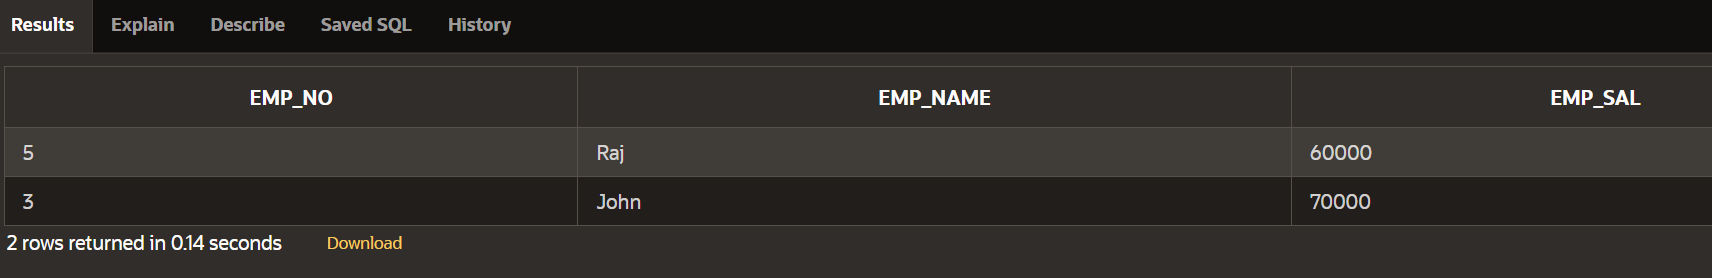 Results Explain Describe Saved SQL History
EMP_NO EMP_NAME EMP_SAL
5 Raj 60000
3 John 70000
2 rows returned in 0.14 seconds Download